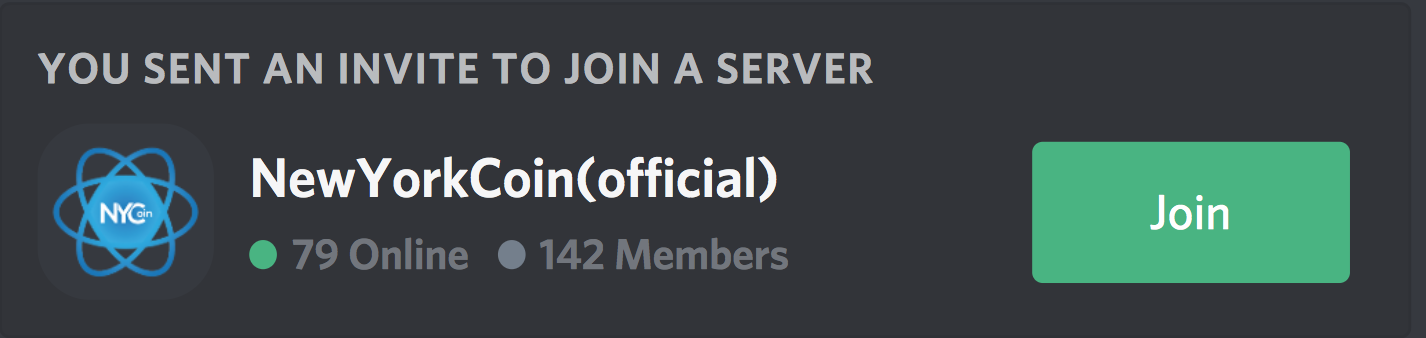 YOU SENT AN INVITE TO JOIN A SERVER
NYCoin
NewYorkCoin(official)
79 Online 142 Members
Join